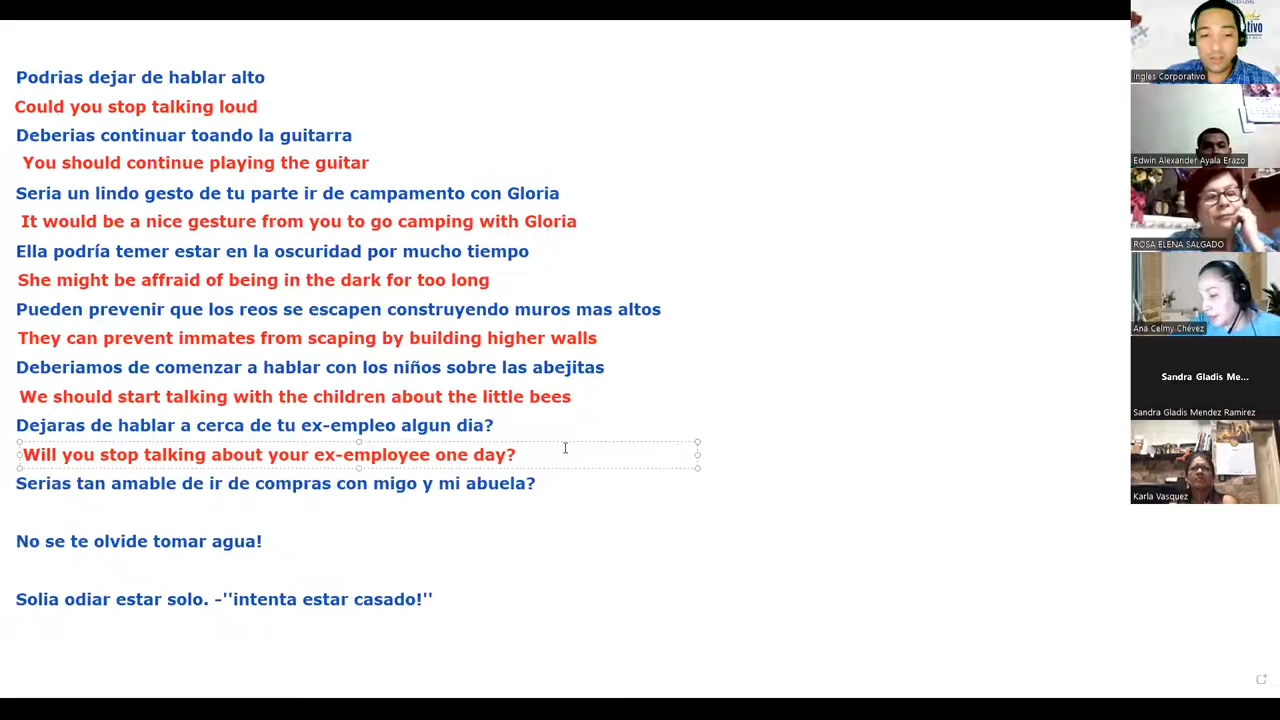 Podrias dejar de hablar alto
Could you stop talking loud
Deberias continuar toando la guitarra
You should continue playing the guitar
Seria un lindo gesto de tu parte ir de campamento con Gloria
It would be a nice gesture from you to go camping with Gloria
Ella podría temer estar en la oscuridad por mucho tiempo
She might be affraid of being in the dark for too long
Pueden prevenir que los reos se escapen construyendo muros mas altos
They can prevent immates from scaping by building higher walls
Deberiamos de comenzar a hablar con los niños sobre las abejitas
We should start talking with the children about the little bees
Dejaras de hablar a cerca de tu ex-empleo algun dia?
Will you stop talking about your ex-employee one day?
Serias tan amable de ir de compras con migo y mi abuela?
No se te olvide tomar agua!
Solia odiar estar solo. -''intenta estar casado!''
tivo
Ingles Corporativo
Edwin Alexander Ayala Erazo
ROSA ELENA SALGADO
Ana Celmy Chévez
Sandra Gladis Me...
Sandra Gladis Mendez Ramirez
Karla Vasquez